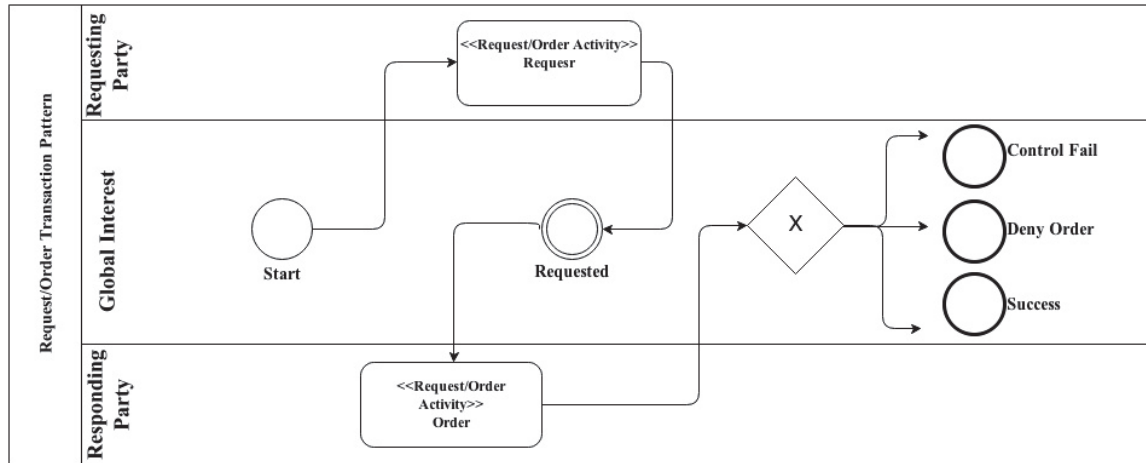 Request/Order Transaction Pattern
Requesting
Party
<<Request/Order Activity>>
Requesr
Global Interest
Start
Requested
X
Control Fail
Deny Order
Success
Responding
Party
<<Request/Order
Activity>>
Order